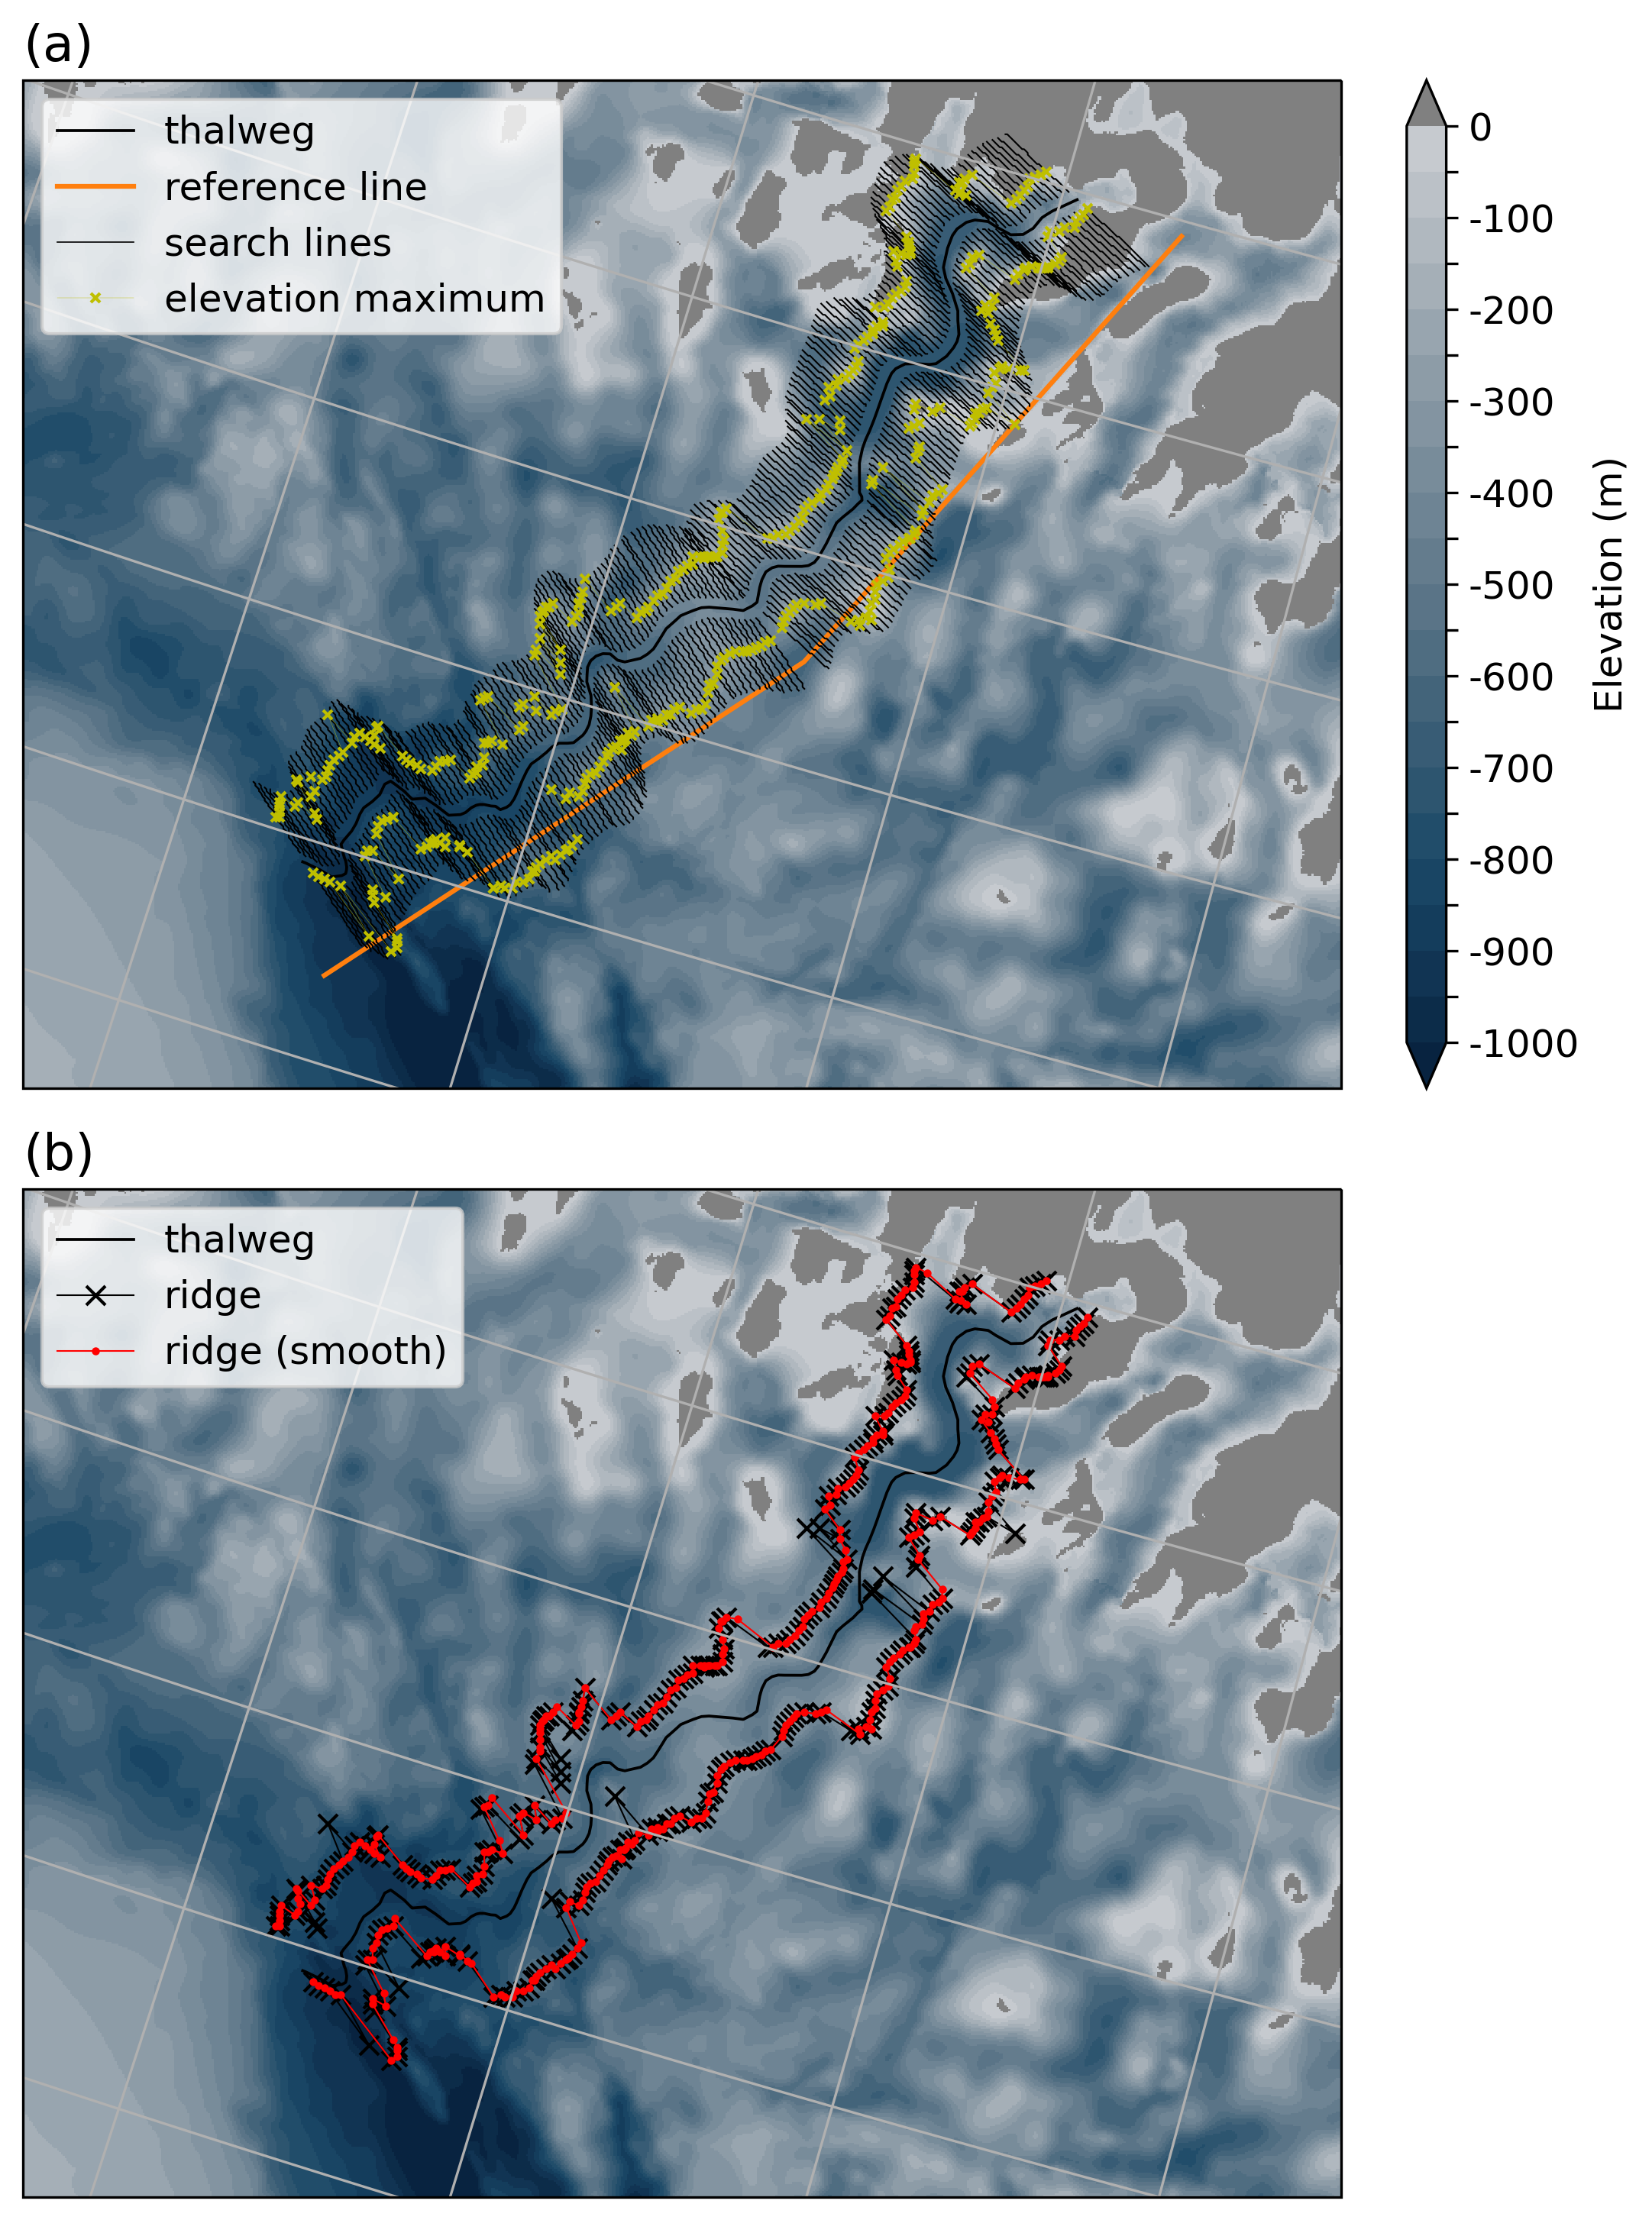 (a)
thalweg
reference line
search lines
elevation maximum
0
-100
-200
-300
-400
-500
-600
-700
-800
-900
-1000
Elevation (m)
(b)
thalweg
ridge
ridge (smooth)